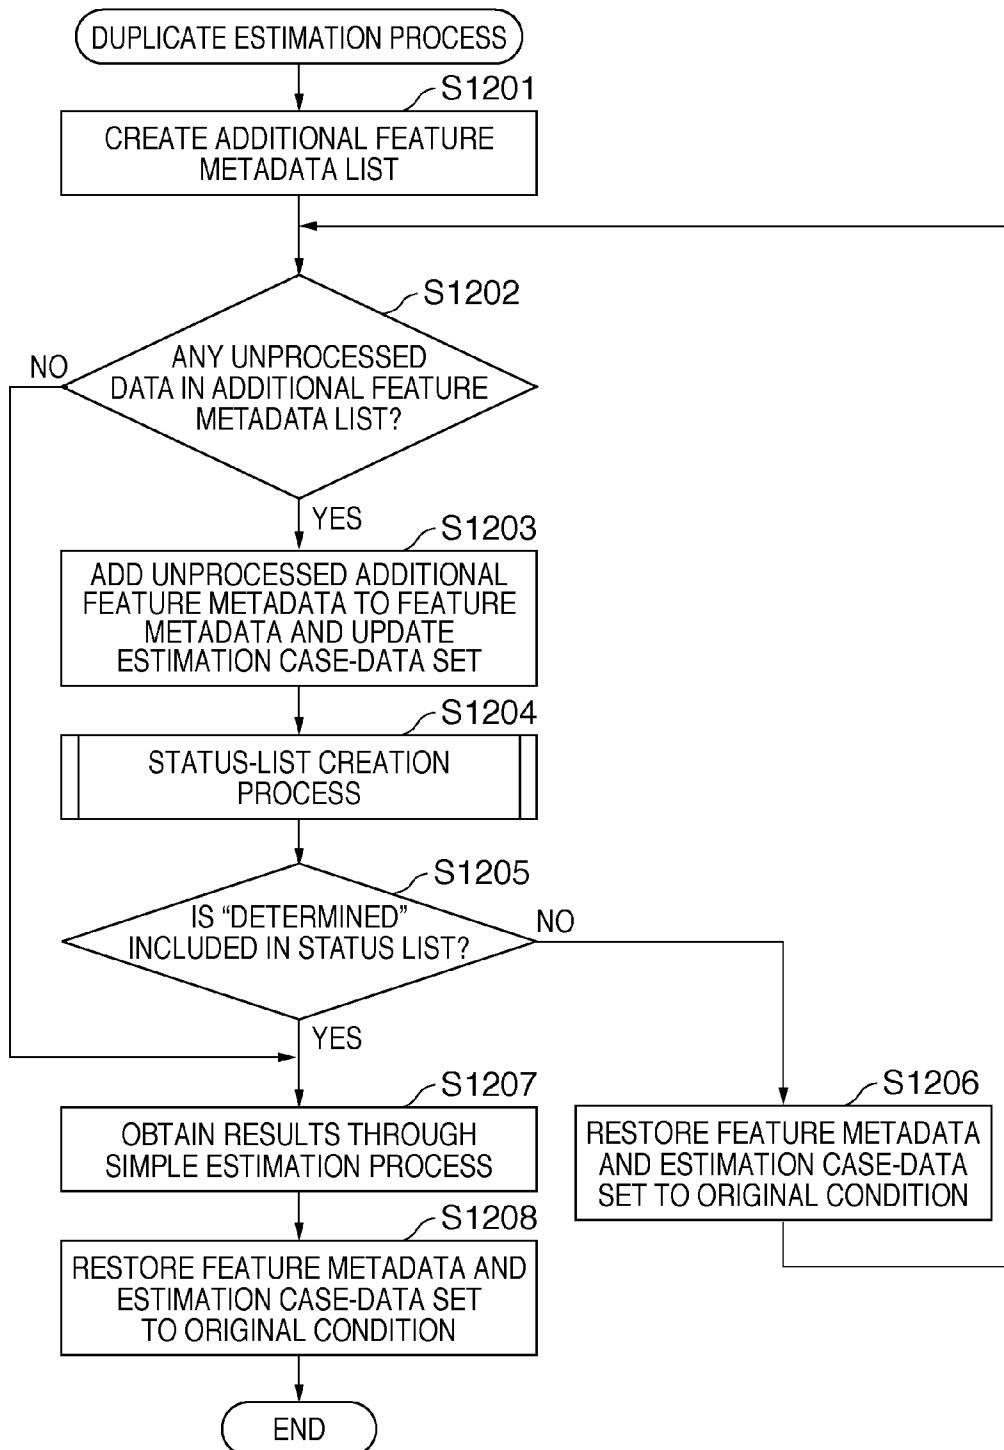 DUPLICATE ESTIMATION PROCESS
S1201
CREATE ADDITIONAL FEATURE
METADATA LIST
S1202
ANY UNPROCESSED
DATA IN ADDITIONAL FEATURE
METADATA LIST?
NO
YES
S1203
ADD UNPROCESSED ADDITIONAL
FEATURE METADATA TO FEATURE
METADATA AND UPDATE
ESTIMATION CASE-DATA SET
S1204
STATUS-LIST CREATION
PROCESS
S1205
IS “DETERMINED”
INCLUDED IN STATUS LIST?
NO
YES
S1206
RESTORE FEATURE METADATA
AND ESTIMATION CASE-DATA
SET TO ORIGINAL CONDITION
S1207
OBTAIN RESULTS THROUGH
SIMPLE ESTIMATION PROCESS
S1208
RESTORE FEATURE METADATA AND
ESTIMATION CASE-DATA SET
TO ORIGINAL CONDITION
END